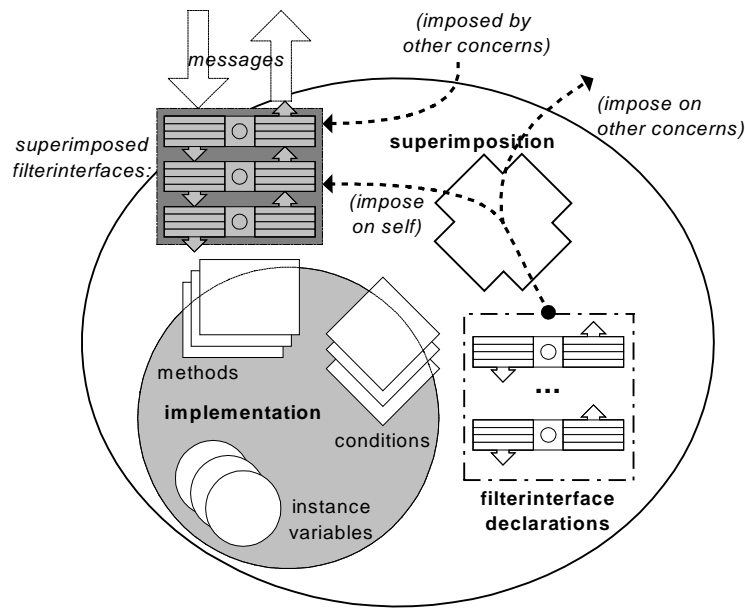 messages
(imposed by
other concerns)
(impose on
other concerns)
superimposed
filterinterfaces:
superimposition
(impose
on self)
methods
implementation
conditions
instance
variables
...
filterinterface
declarations